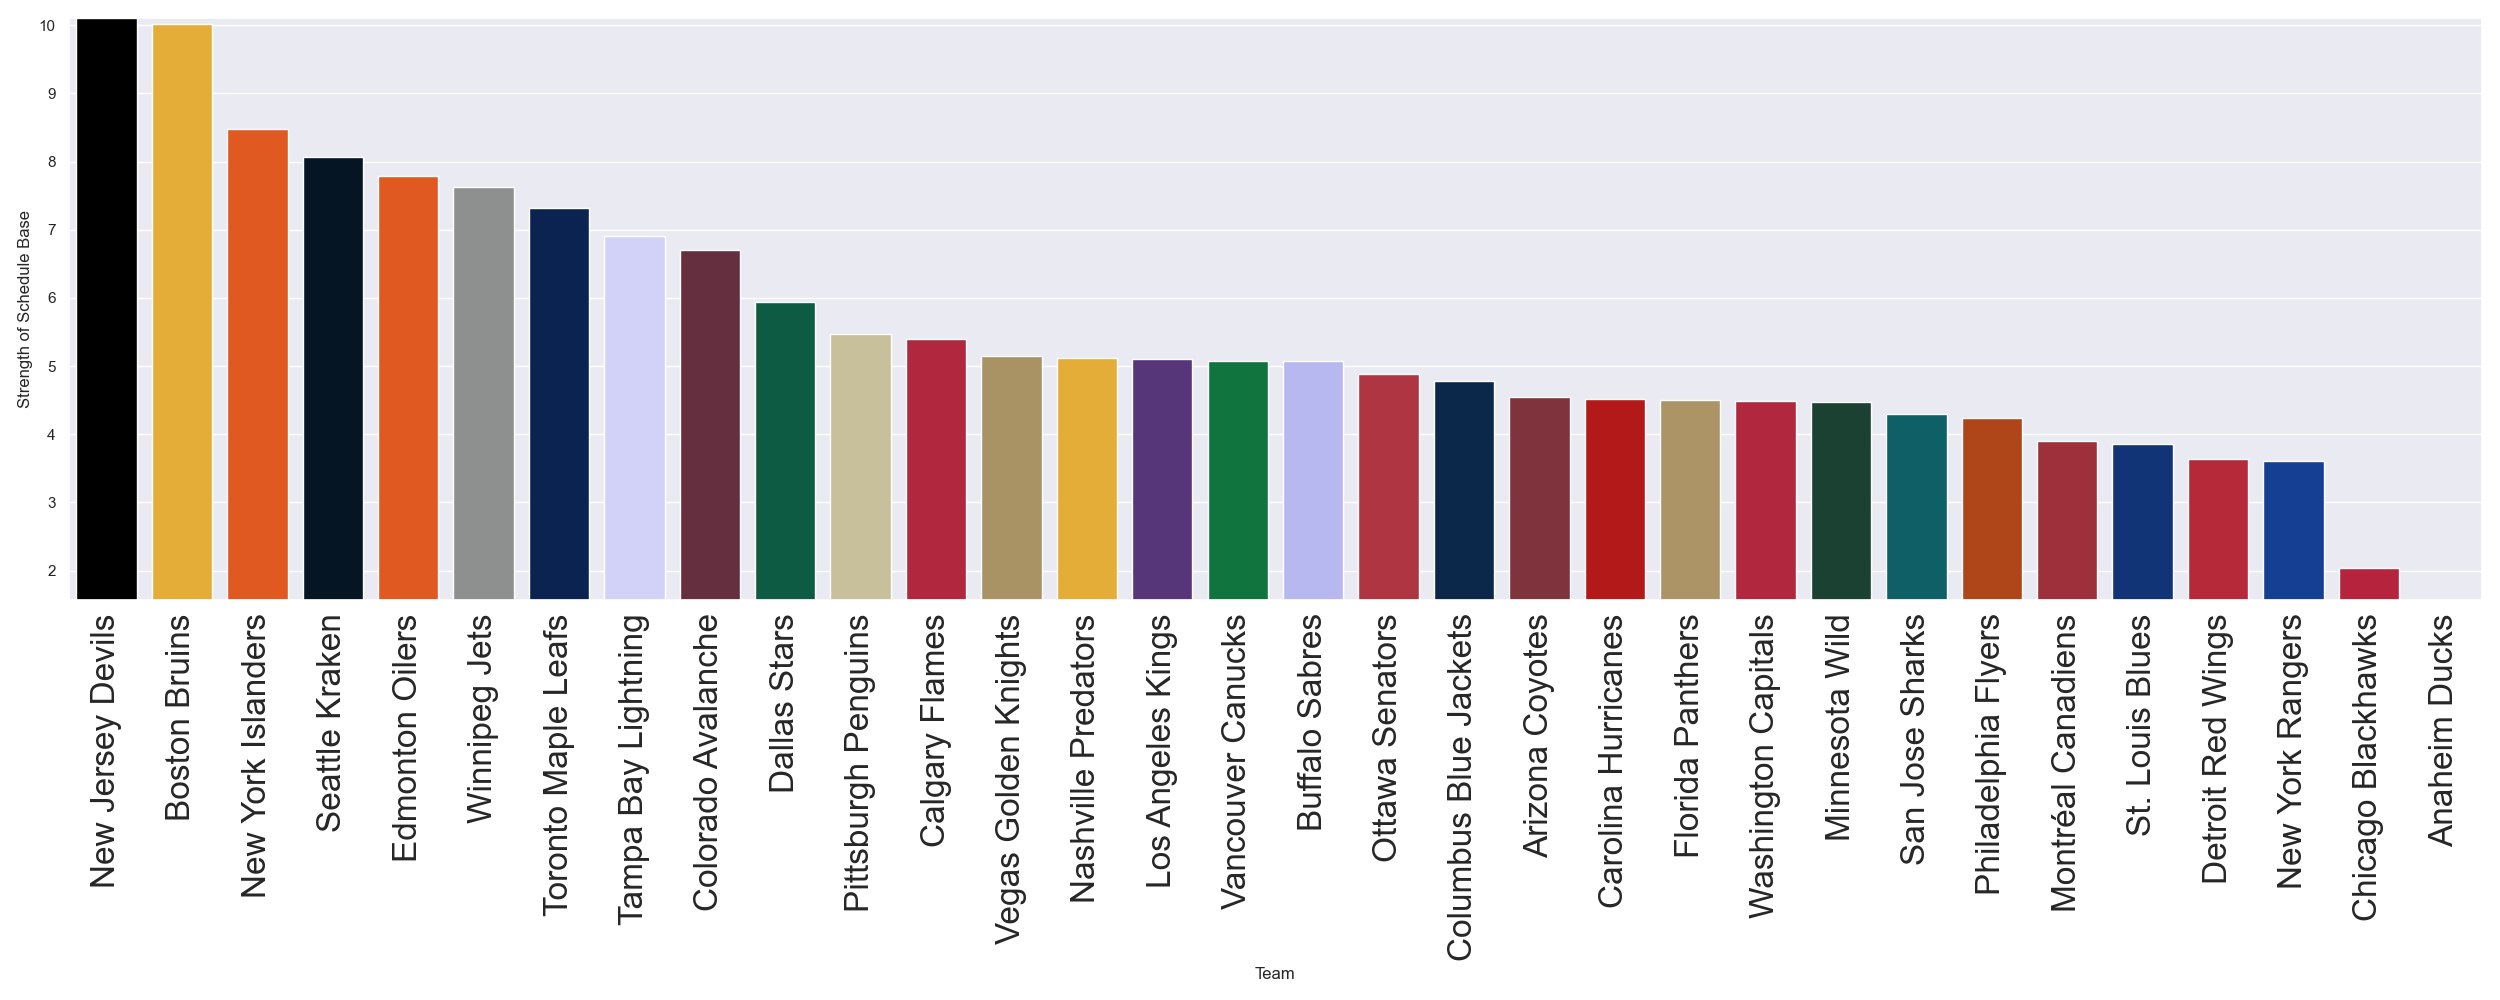 10
9
8
7
6
5
4
3
2
Strength of Schedule Base
New Jersey Devils
Boston Bruins
New York Islanders
Seattle Kraken
Edmonton Oilers
Winnipeg Jets
Toronto Maple Leafs
Tampa Bay Lightning
Colorado Avalanche
Dallas Stars
Pittsburgh Penguins
Calgary Flames
Vegas Golden Knights
Nashville Predators
Los Angeles Kings
Vancouver Canucks
Buffalo Sabres
Ottawa Senators
Columbus Blue Jackets
Arizona Coyotes
Carolina Hurricanes
Florida Panthers
Washington Capitals
Minnesota Wild
San Jose Sharks
Philadelphia Flyers
Montréal Canadiens
St. Louis Blues
Detroit Red Wings
New York Rangers
Chicago Blackhawks
Anaheim Ducks
Team